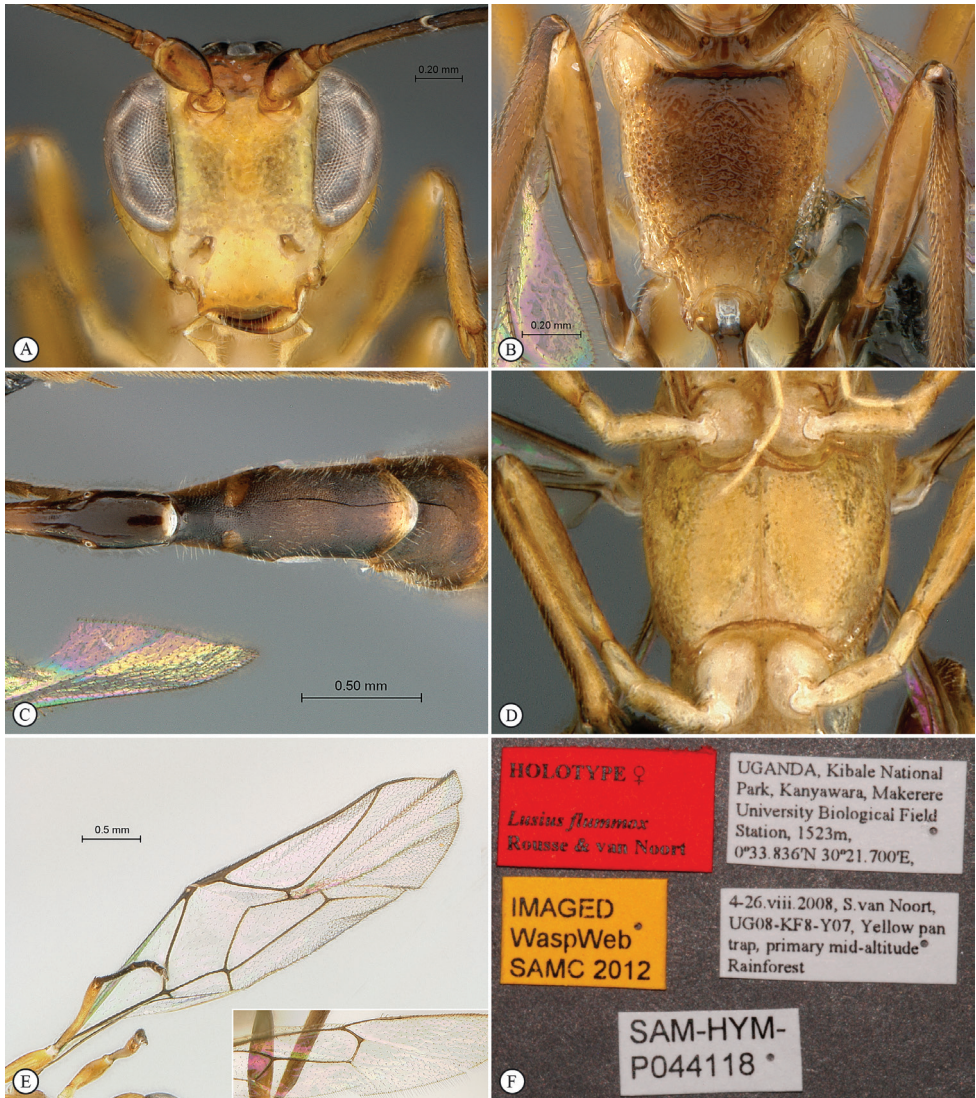 0.20 mm
A
0.20 mm
B
0.50 mm
C
D
0.5 mm
E
HOLOTYPE ♀
Lusius flummox
Rousse & van Noort
UGANDA, Kibale National
Park, Kanyawara, Makerere
University Biological Field
Station, 1523m,
0°33.836'N 30°21.700'E,
IMAGED
WaspWeb
SAMC 2012
4-26.viii.2008, S.van Noort,
UG08-KF8-Y07, Yellow pan
trap, primary mid-altitude
Rainforest
SAM-HYM-
P044118
F